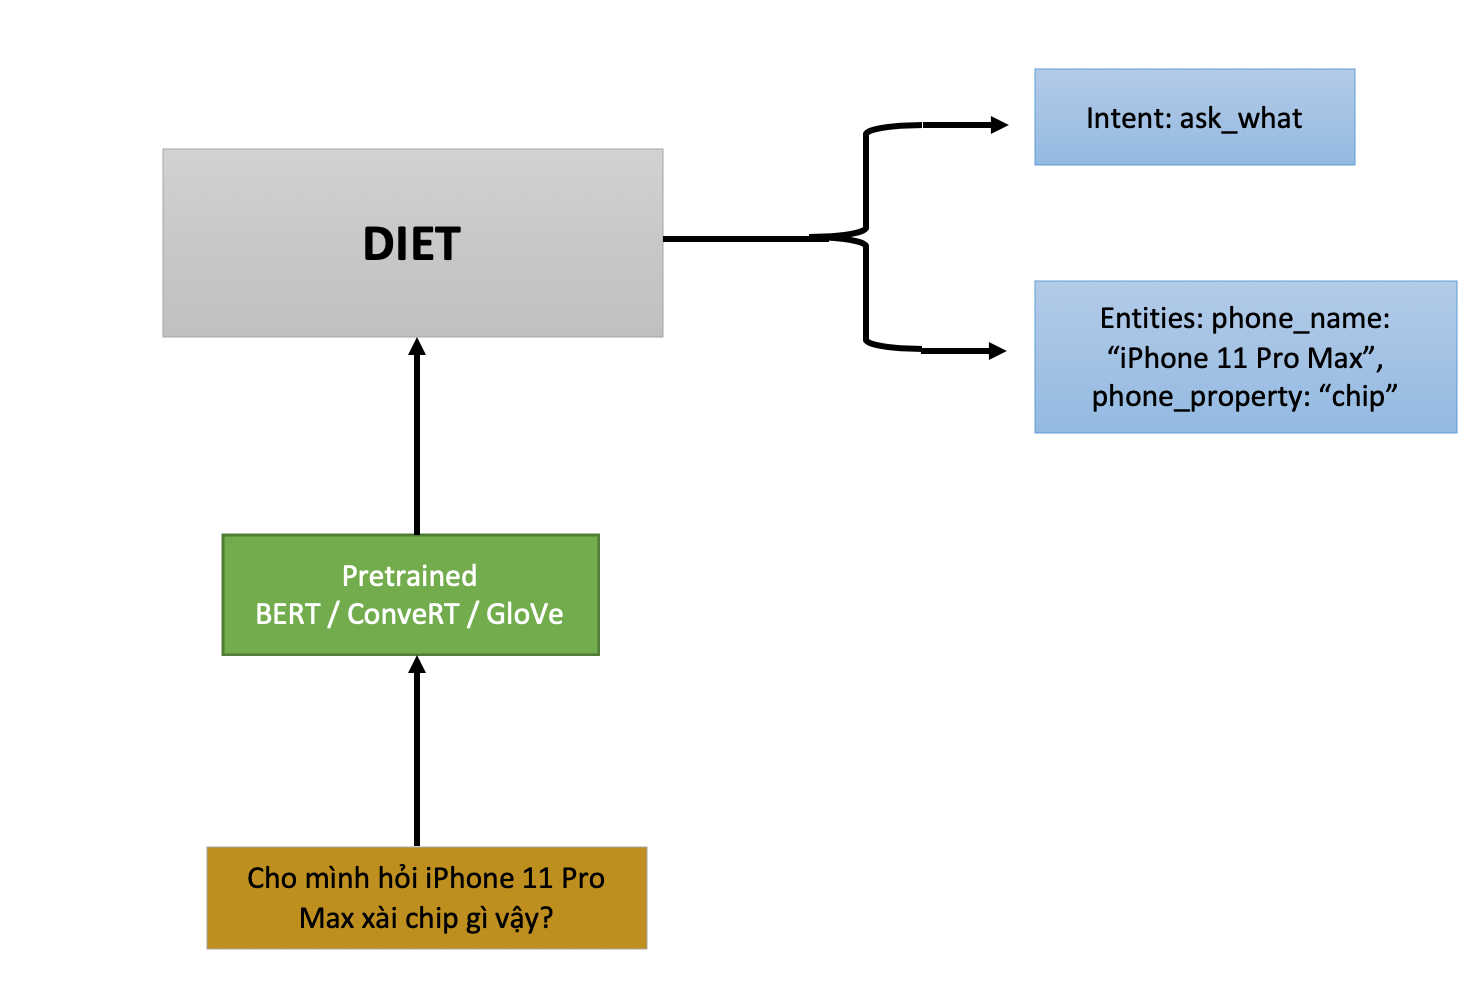 DIET
Intent: ask_what
Entities: phone_name:
“iPhone 11 Pro Max”,
phone_property: “chip”
Pretrained
BERT / ConveRT / GloVe
Cho mình hỏi iPhone 11 Pro
Max xài chip gì vậy?